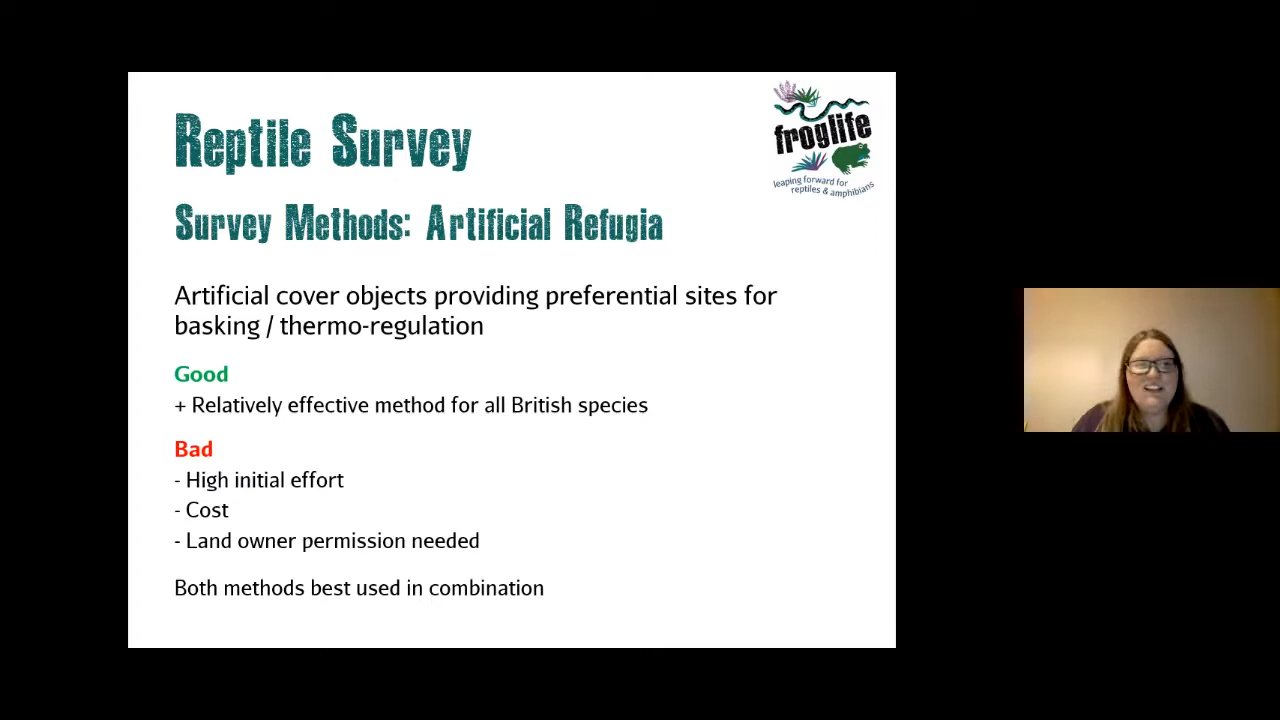 Reptile Survey
froglife
leaping forward for
reptiles & amphibians
Survey Methods: Artificial Refugia
Artificial cover objects providing preferential sites for
basking / thermo-regulation
Good
+ Relatively effective method for all British species
Bad
- High initial effort
- Cost
- Land owner permission needed
Both methods best used in combination